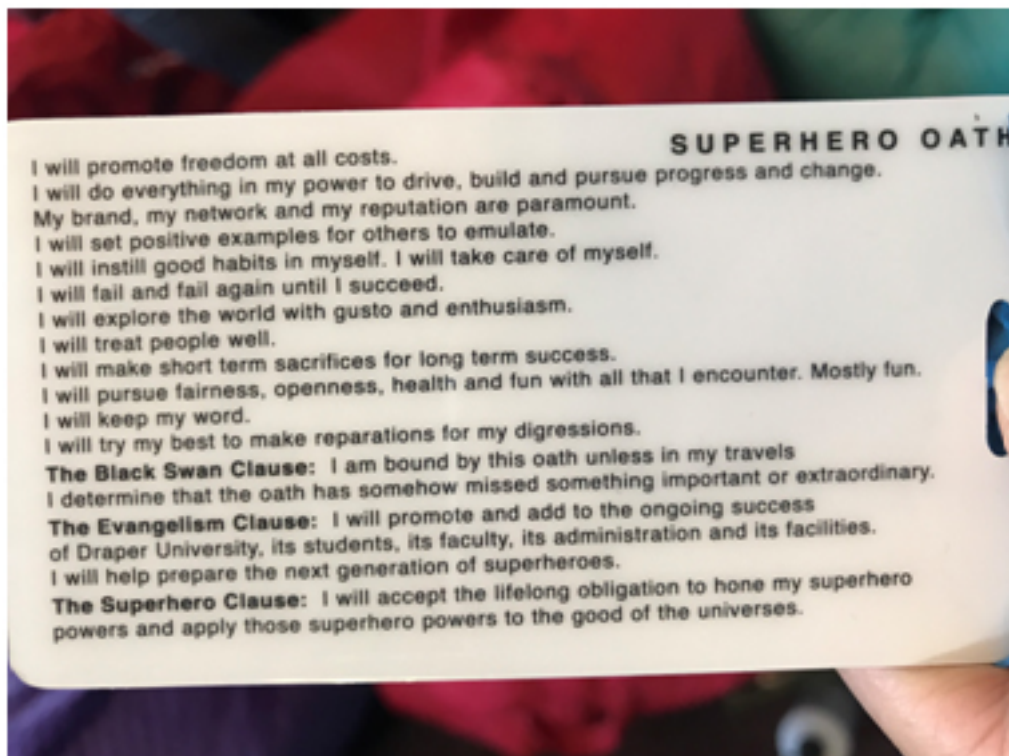 SUPERHERO OATH
I will promote freedom at all costs.
I will do everything in my power to drive, build and pursue progress and change.
My brand, my network and my reputation are paramount.
I will set positive examples for others to emulate.
I will instill good habits in myself. I will take care of myself.
I will fail and fail again until I succeed.
I will explore the world with gusto and enthusiasm.
I will treat people well.
I will make short term sacrifices for long term success.
I will pursue fairness, openness, health and fun with all that I encounter. Mostly fun.
I will keep my word.
I will try my best to make reparations for my digressions.
The Black Swan Clause: I am bound by this oath unless in my travels
I determine that the oath has somehow missed something important or extraordinary.
The Evangelism Clause: I will promote and add to the ongoing success
of Draper University, its students, its faculty, its administration and its facilities.
I will help prepare the next generation of superheroes.
The Superhero Clause: I will accept the lifelong obligation to hone my superhero
powers and apply those superhero powers to the good of the universes.